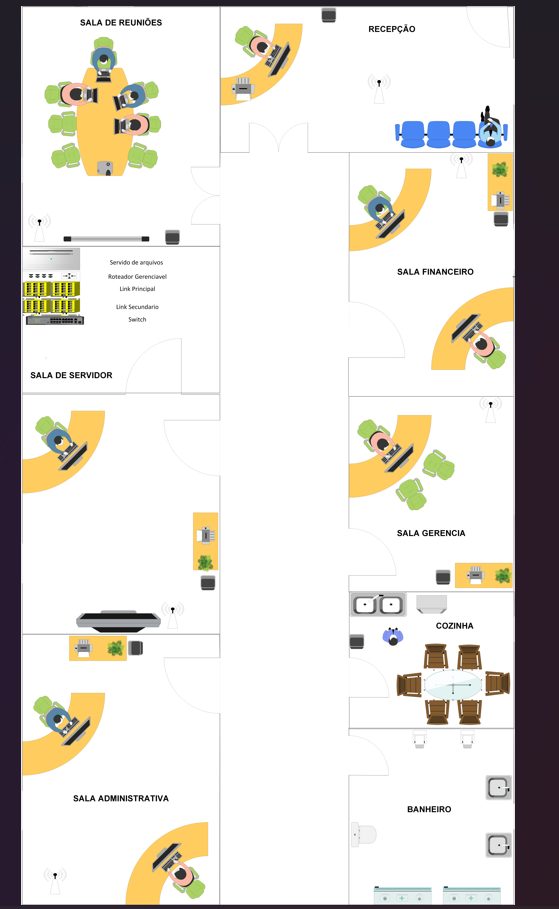 SALA DE REUNIÕES
RECEPÇÃO
Servido de arquivos
Roteador Gerenciavel
Link Principal
Link Secundario
Switch
SALA DE SERVIDOR
SALA FINANCEIRO
SALA GERENCIA
COZINHA
SALA ADMINISTRATIVA
BANHEIRO